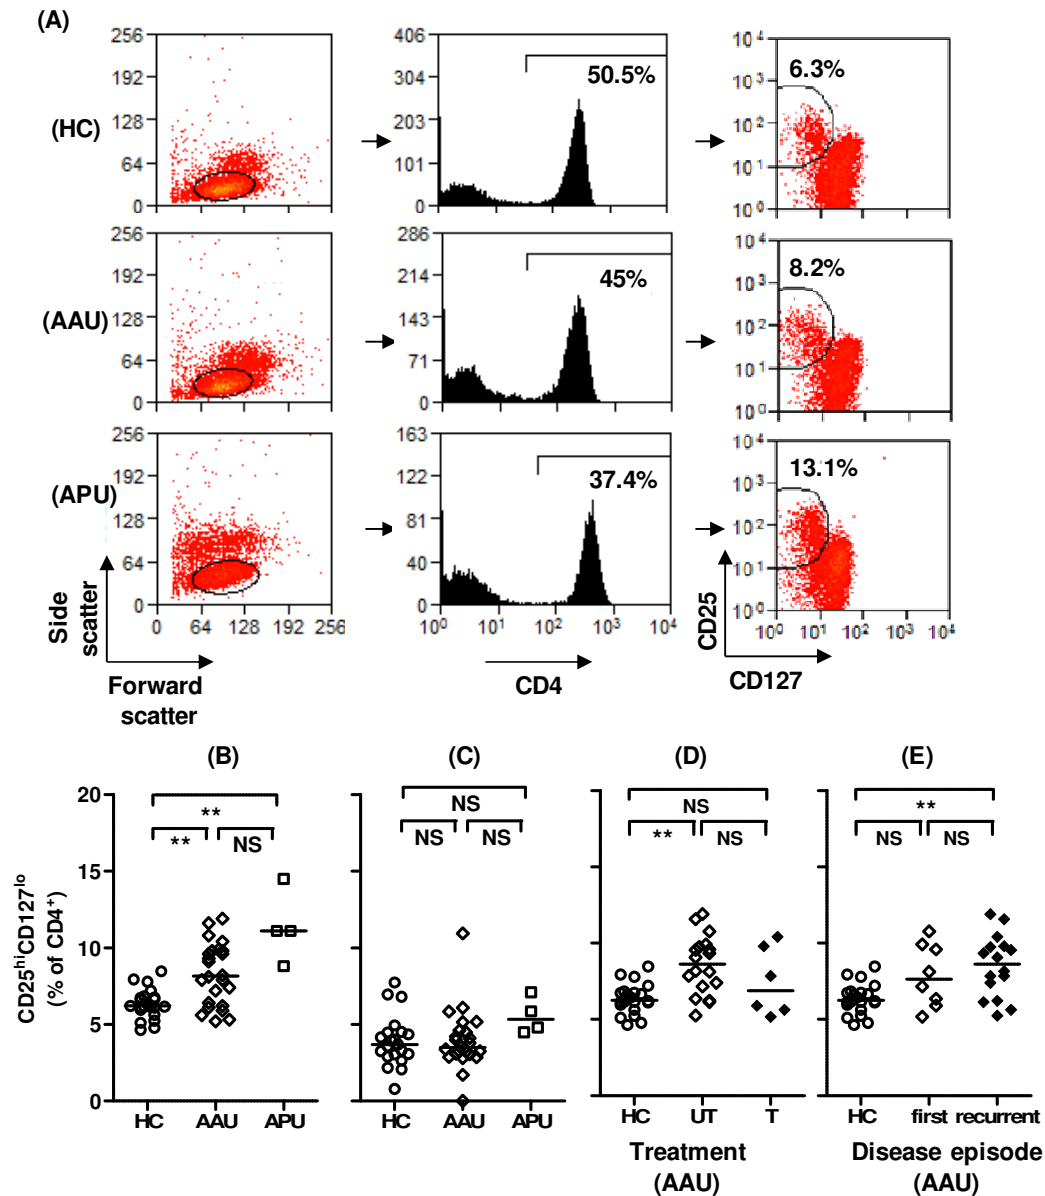 (A)
(HC)
256
192
128
64
0
406
304
203
101
0
50.5%
10⁴
10³
10²
10¹
10⁰
6.3%
(AAU)
256
192
128
64
0
286
214
143
71
0
45%
10⁴
10³
10²
10¹
10⁰
8.2%
(APU)
256
192
128
64
0
0 64 128 192 256
Side
scatter
Forward
scatter
163
122
81
40
0
37.4%
10⁰ 10¹ 10² 10³ 10⁴
CD4
10⁴
10³
10²
10¹
10⁰
13.1%
10⁰ 10¹ 10² 10³ 10⁴
CD25
CD127
(B)
CD25ʰⁱCD127ˡᵒ
(% of CD4⁺)
20
15
10
5
0
**
** NS
HC AAU APU
(C)
NS
NS NS
HC AAU APU
(D)
NS
** NS
HC UT T
Treatment
(AAU)
(E)
**
NS NS
HC first recurrent
Disease episode
(AAU)